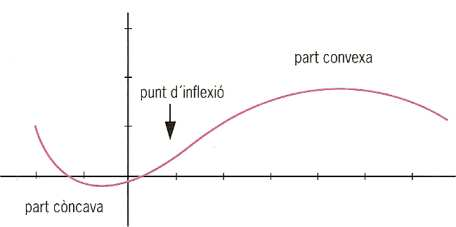 part convexa
punt d´inflexió
part còncava